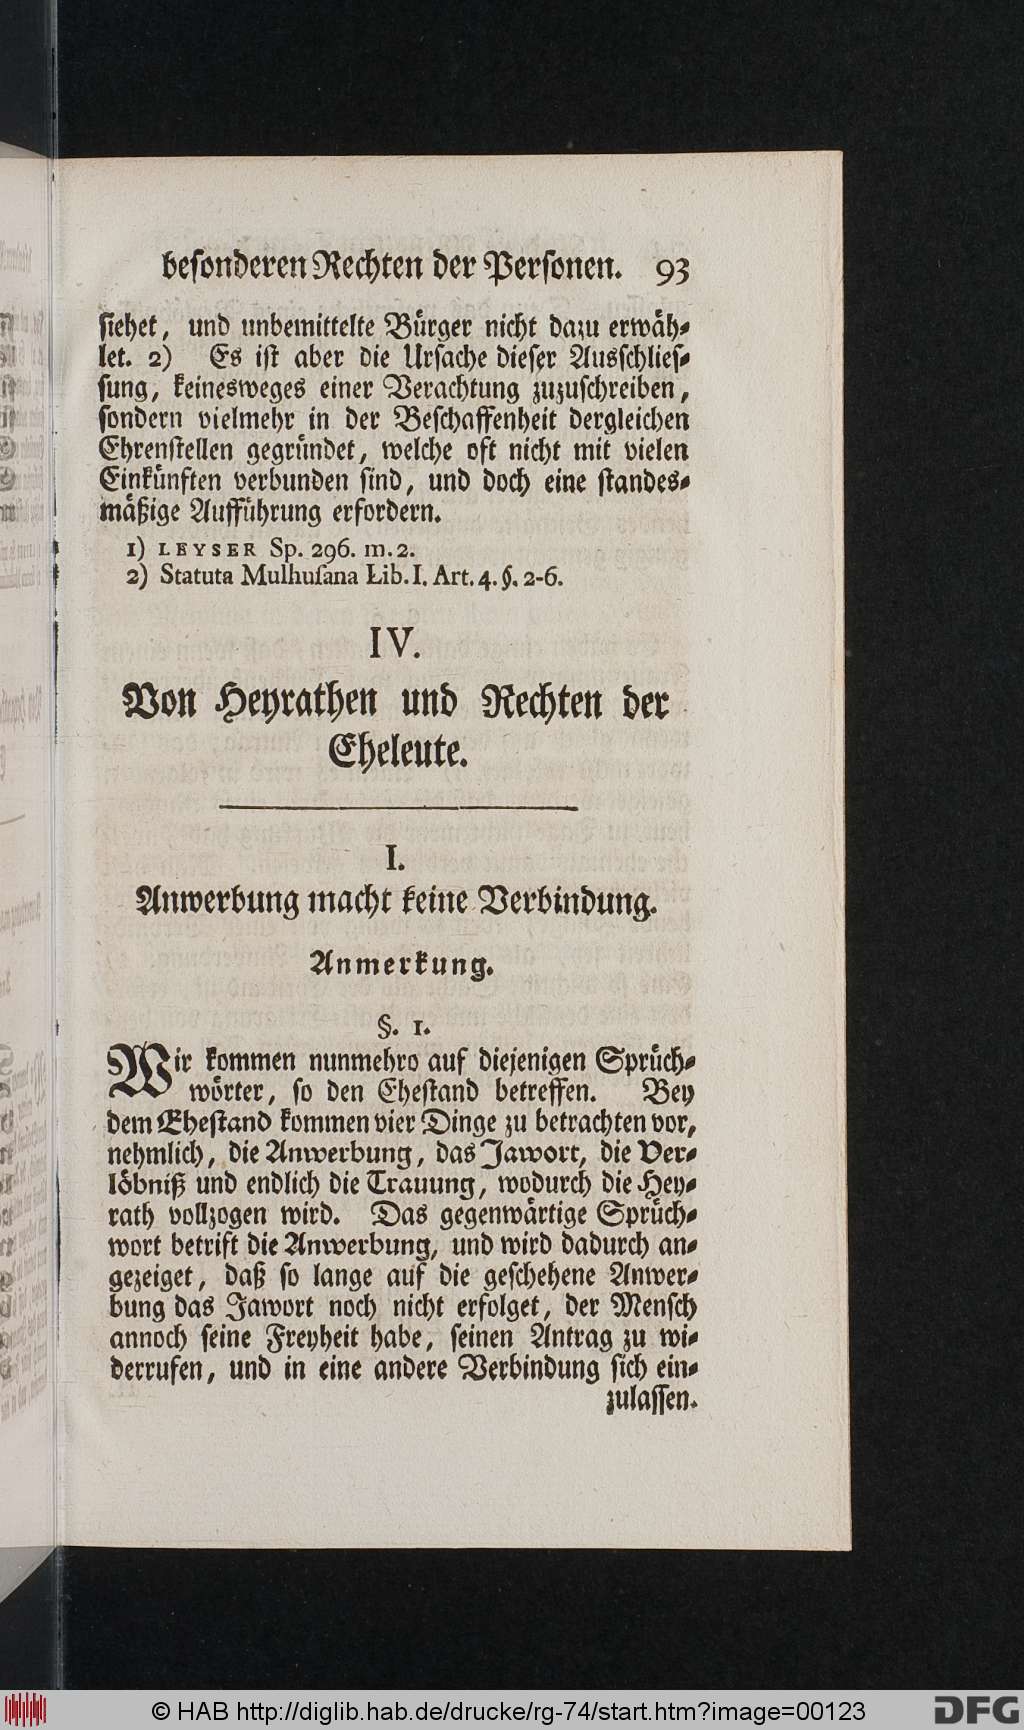 besonderen Rechten der Personen. 93
siehet, und unbemittelte Bürger nicht dazu erwäh-
let. 2) Es ist aber die Ursache dieser Ausschlies-
sung, keinesweges einer Verachtung zuzuschreiben,
sondern vielmehr in der Beschaffenheit dergleichen
Ehrenstellen gegründet, welche oft nicht mit vielen
Einkünften verbunden sind, und doch eine standes-
mäßige Aufführung erfordern.
1) LEYSER Sp. 296. m. 2.
2) Statuta Mulhusana Lib. I. Art. 4. §. 2-6.
IV.
Von Heyrathen und Rechten der
Eheleute.
I.
Anwerbung macht keine Verbindung.
Anmerkung.
§. 1.
Wir kommen nunmehro auf diejenigen Sprüch-
wörter, so den Ehestand betreffen. Bey
dem Ehestand kommen vier Dinge zu betrachten vor,
nehmlich, die Anwerbung, das Jawort, die Ver-
löbniß und endlich die Trauung, wodurch die Hey-
rath vollzogen wird. Das gegenwärtige Sprüch-
wort betrift die Anwerbung, und wird dadurch an-
gezeiget, daß so lange auf die geschehene Anwer-
bung das Jawort noch nicht erfolget, der Mensch
annoch seine Freyheit habe, seinen Antrag zu wi-
derrufen, und in eine andere Verbindung sich ein-
zulassen.
© HAB http://diglib.hab.de/drucke/rg-74/start.htm?image=00123
DFG